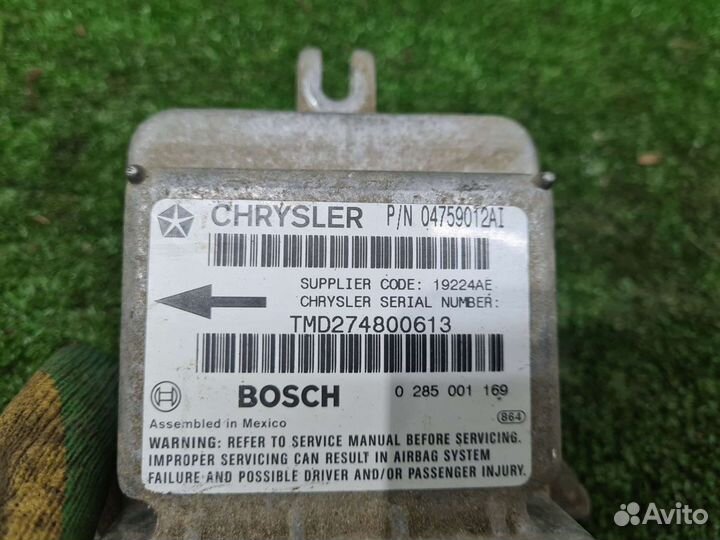 CHRYSLER P/N 04759012AI
SUPPLIER CODE: 19224AE
CHRYSLER SERIAL NUMBER:
TMD274800613
BOSCH 0 285 001 169
Assembled in Mexico 864
WARNING: REFER TO SERVICE MANUAL BEFORE SERVICING.
IMPROPER SERVICING CAN RESULT IN AIRBAG SYSTEM
FAILURE AND POSSIBLE DRIVER AND/OR PASSENGER INJURY.
Avito